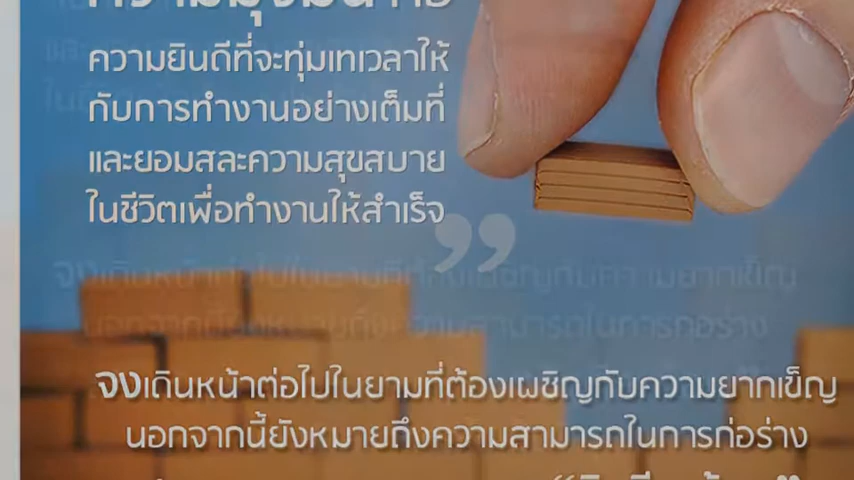 ความยินดีที่จะทุ่มเทเวลาให้
กับการทำงานอย่างเต็มที่
และยอมสละความสุขสบาย
ในชีวิตเพื่อทำงานให้สำเร็จ ”
จงเดินหน้าต่อไปในยามที่ต้องเผชิญกับความยากเข็ญ
นอกจากนี้ยังหมายถึงความสามารถในการก่อร่าง